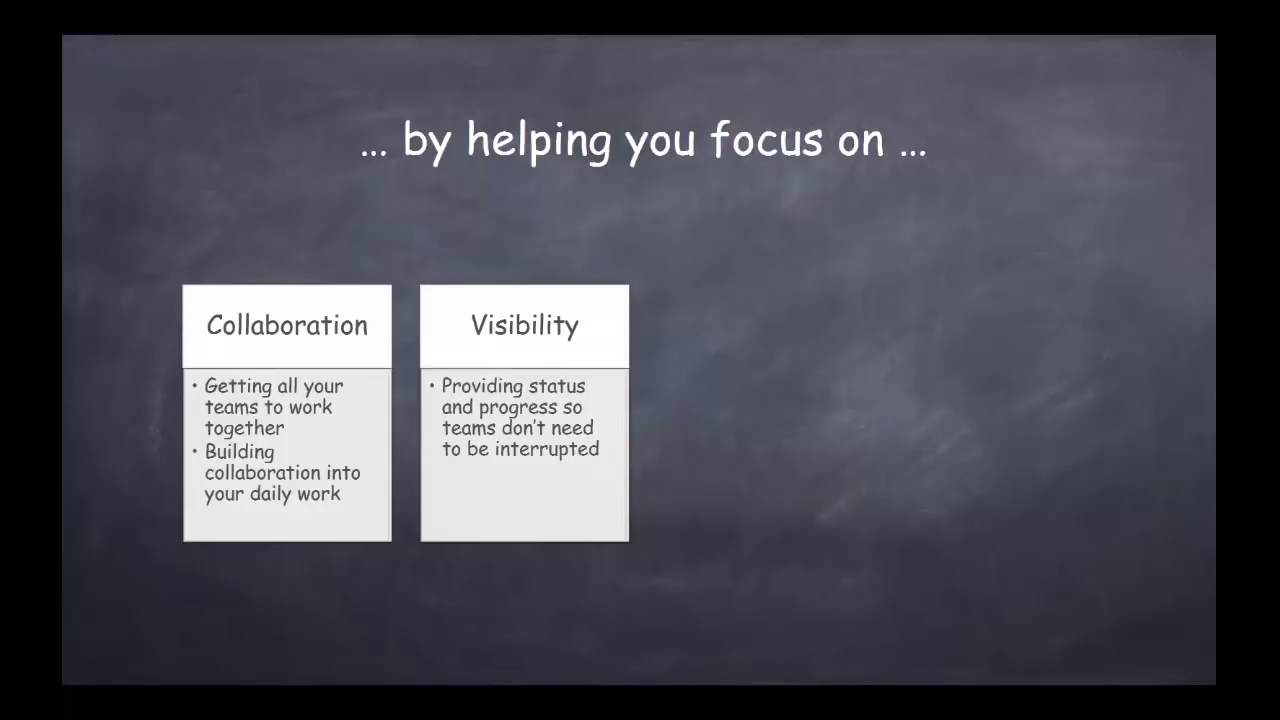 ... by helping you focus on ...
Collaboration
• Getting all your
teams to work
together
• Building
collaboration into
your daily work
Visibility
• Providing status
and progress so
teams don't need
to be interrupted